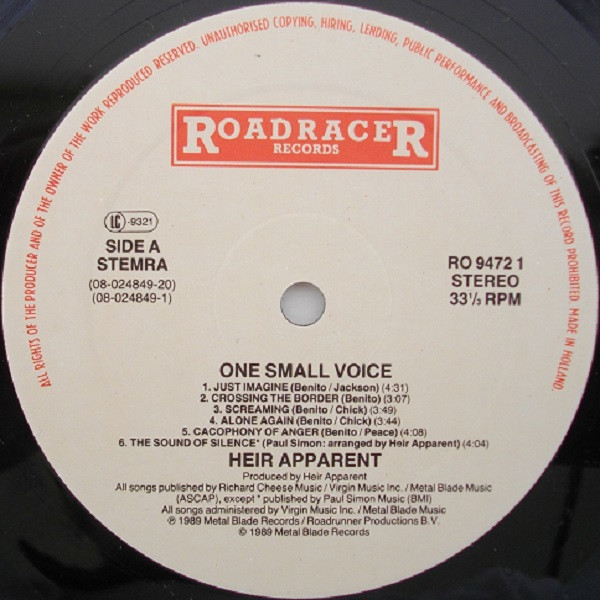 ALL RIGHTS OF THE PRODUCER AND OF THE OWNER OF THE WORK REPRODUCED RESERVED. UNAUTHORISED COPYING, HIRING, LENDING, PUBLIC PERFORMANCE AND BROADCASTING OF THIS RECORD PROHIBITED. MADE IN HOLLAND.
ROADRACER
RECORDS
LC -9321
SIDE A
STEMRA
(08-024849-20)
(08-024849-1)
RO 9472 1
STEREO
33⅓ RPM
ONE SMALL VOICE
1. JUST IMAGINE (Benito / Jackson) (4:31)
2. CROSSING THE BORDER (Benito) (3:07)
3. SCREAMING (Benito / Chick) (3:49)
4. ALONE AGAIN (Benito / Chick) (3:44)
5. CACOPHONY OF ANGER (Benito / Peace) (4:08)
6. THE SOUND OF SILENCE* (Paul Simon: arranged by Heir Apparent) (4:04)
HEIR APPARENT
Produced by Heir Apparent
All songs published by Richard Cheese Music / Virgin Music Inc. / Metal Blade Music
(ASCAP), except * published by Paul Simon Music (BMI)
All songs administered by Virgin Music Inc. / Metal Blade Music
℗ 1989 Metal Blade Records / Roadrunner Productions B.V.
© 1989 Metal Blade Records